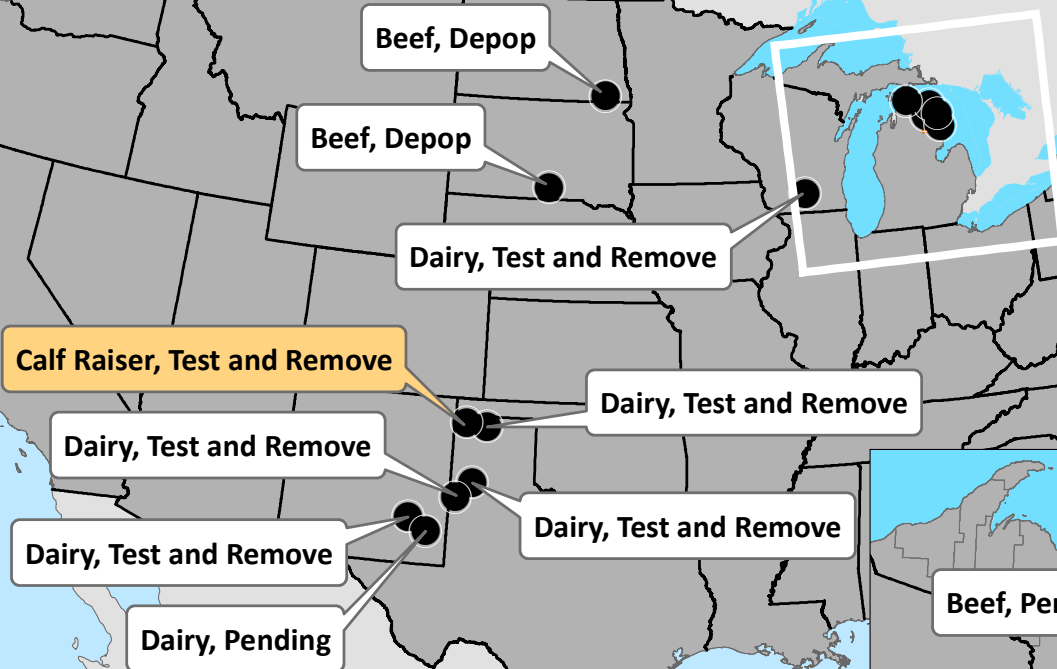 Beef, Depop
Beef, Depop
Dairy, Test and Remove
Calf Raiser, Test and Remove
Dairy, Test and Remove
Dairy, Test and Remove
Dairy, Test and Remove
Dairy, Test and Remove
Beef,
Dairy, Pending